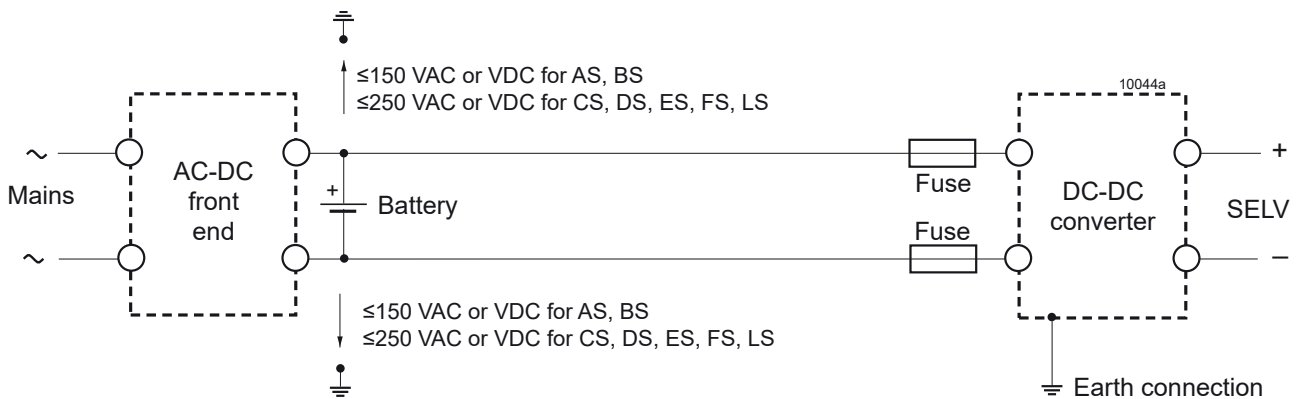 ≤150 VAC or VDC for AS, BS
≤250 VAC or VDC for CS, DS, ES, FS, LS
10044a
~
Mains
~
AC-DC
front
end
+
Battery
Fuse
Fuse
DC-DC
converter
+
SELV
–
≤150 VAC or VDC for AS, BS
≤250 VAC or VDC for CS, DS, ES, FS, LS
Earth connection